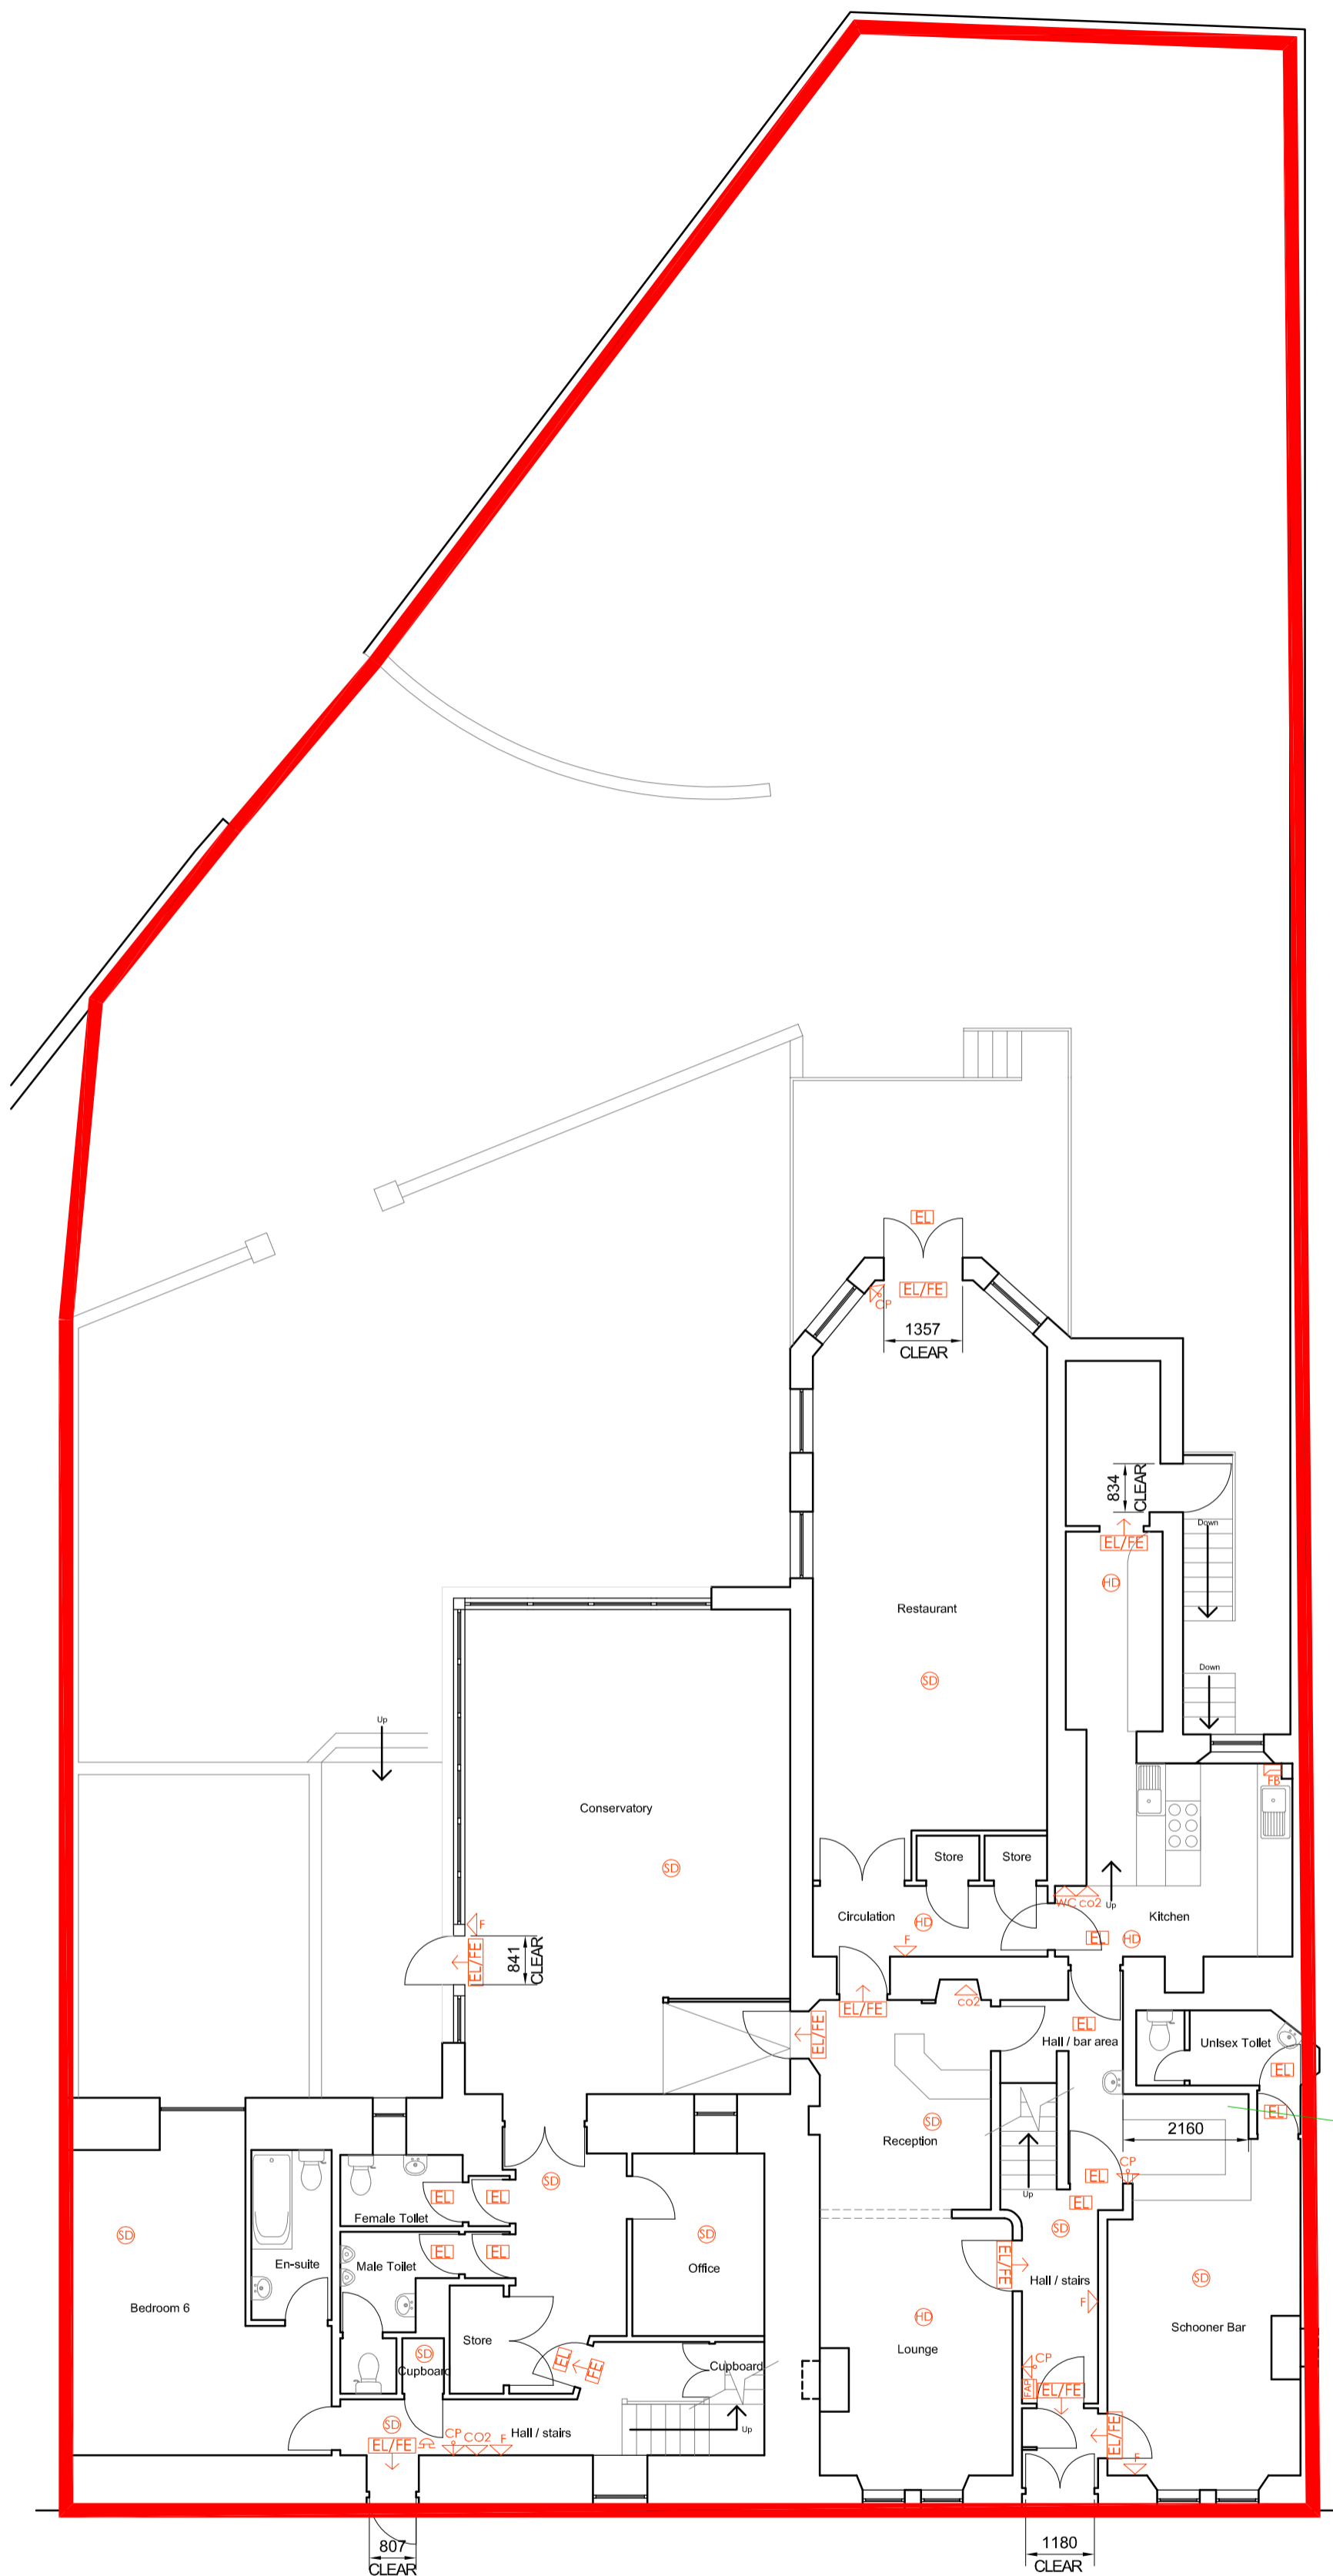 EL
EL/FE
CP
1357
CLEAR
834
CLEAR
EL/FE
Down
HD
Restaurant
SD
Down
Up
FB
Conservatory
Store
Store
SD
WC
co2
Up
Circulation
HD
Kitchen
F
EL
HD
F
841
CLEAR
EL/FE
EL/FE
co2
EL/FE
EL
Hall / bar area
Unisex Toilet
EL
EL
2160
SD
Reception
CP
EL
EL
Up
SD
EL
EL
Female Toilet
SD
SD
SD
EL
EL
En-suite
Male Toilet
Office
EL/FE
Hall / stairs
SD
F
Bedroom 6
HD
Lounge
Schooner Bar
Store
SD
Cupboard
EL
FE
Cupboard
CP
FAP
EL/FE
SD
EL/FE
CP
CO2
F
Hall / stairs
Up
EL/FE
F
807
CLEAR
1180
CLEAR